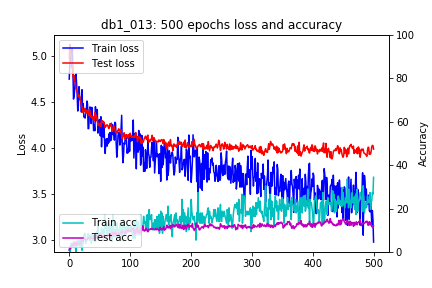 db1_013: 500 epochs loss and accuracy
Train loss
Test loss
Train acc
Test acc
Loss
5.0
4.5
4.0
3.5
3.0
Accuracy
100
80
60
40
20
0
0 100 200 300 400 500